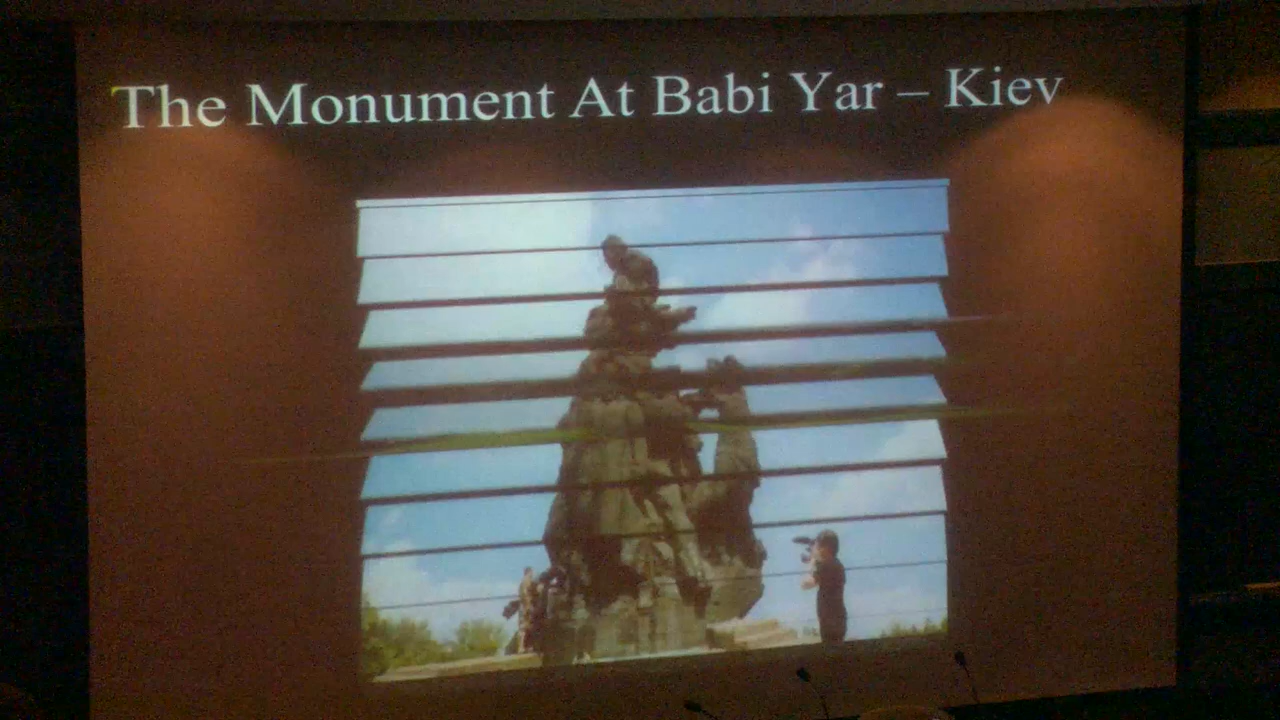 The Monument At Babi Yar – Kiev